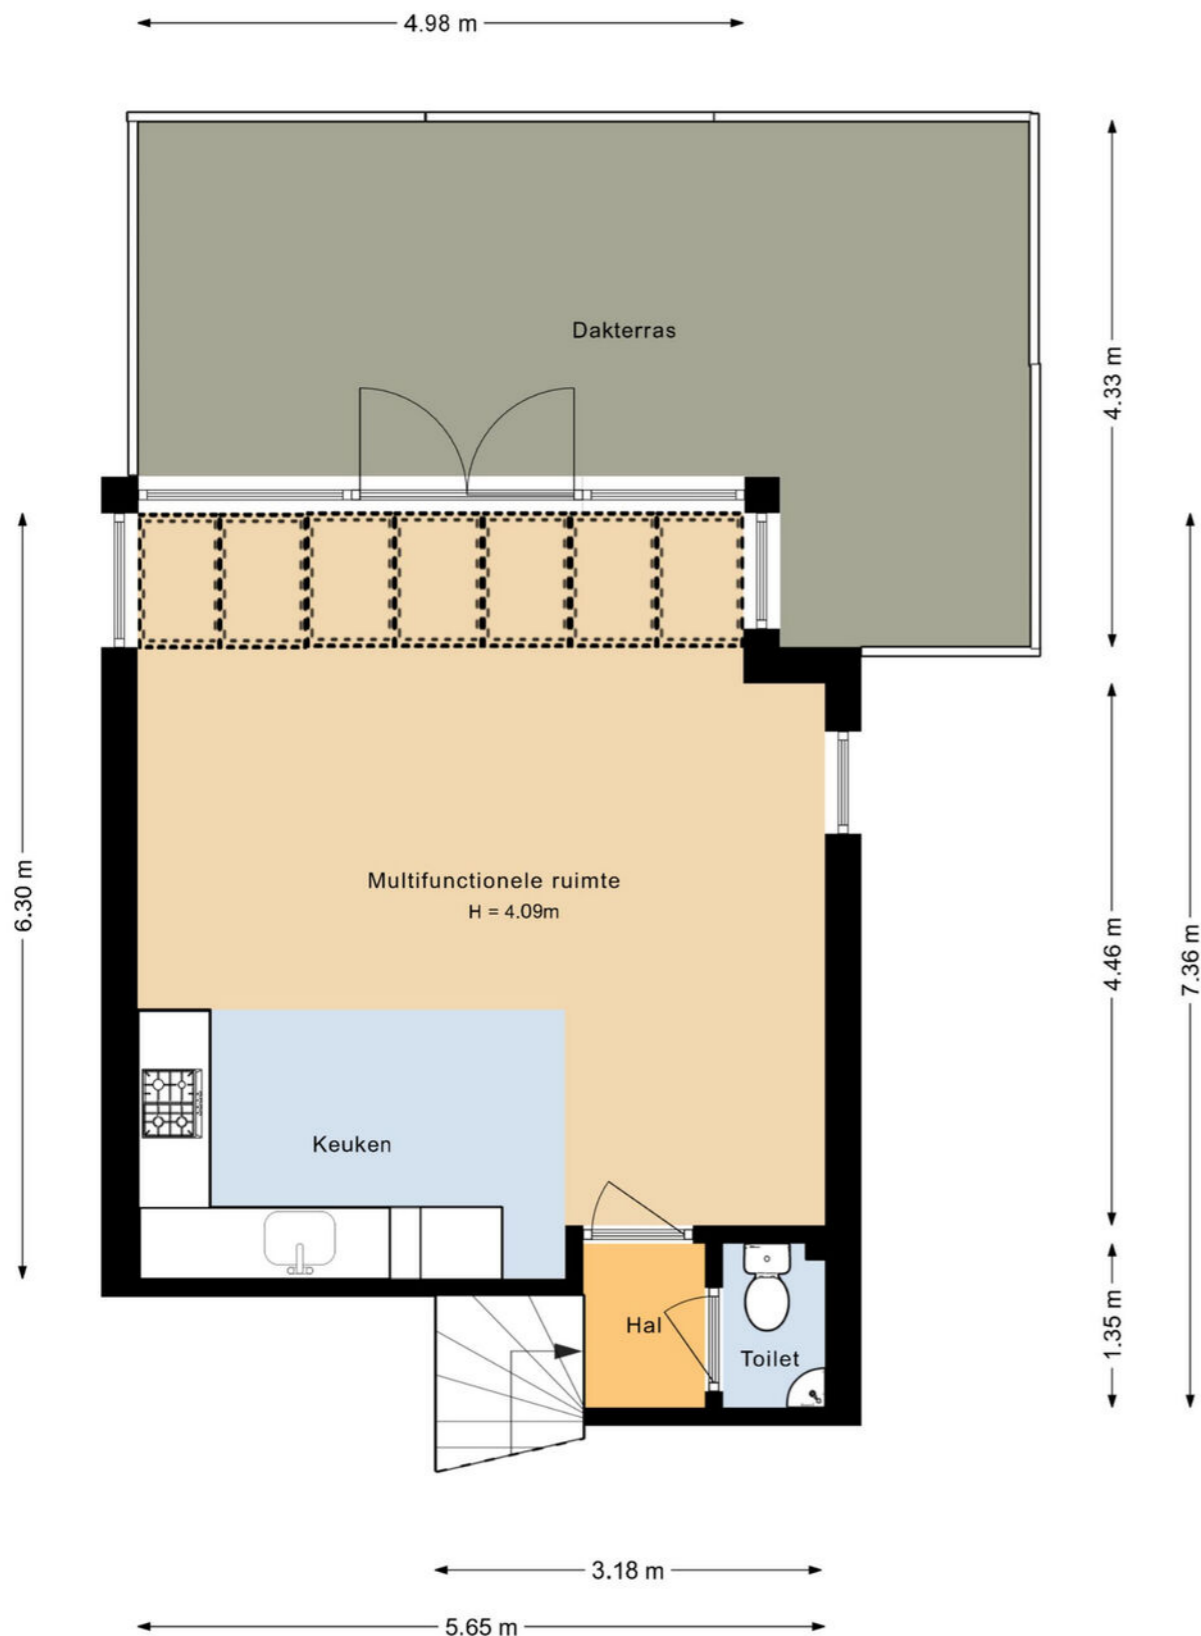 4.98 m
Dakterras
4.33 m
Multifunctionele ruimte
H = 4.09m
6.30 m
4.46 m
7.36 m
Keuken
Hal
Toilet
1.35 m
3.18 m
5.65 m